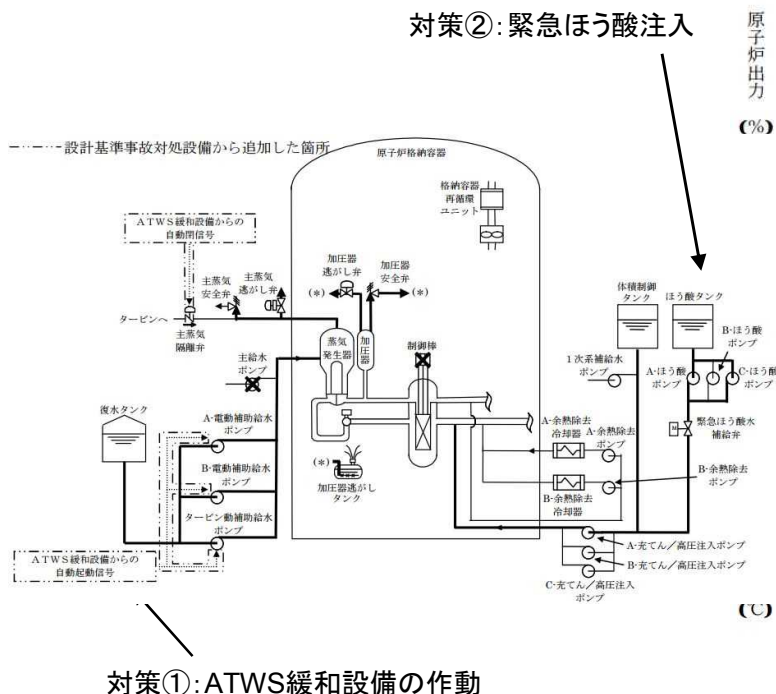 対策②:緊急ほう酸注入
原子炉出力
(%)
設計基準事故対処設備から追加した箇所
原子炉格納容器
格納容器
再循環
ユニット
ATWS緩和設備からの
自動閉信号
主蒸気
安全弁
主蒸気
逃がし弁
加圧器
逃がし弁
加圧器
安全弁
(*)
(*)
タービンへ
主蒸気
隔離弁
蒸気
発生器
加圧器
制御棒
体積制御
タンク
ほう酸タンク
B-ほう酸
ポンプ
1次系補給水
ポンプ
A-ほう酸
ポンプ
C-ほう酸
ポンプ
主給水
ポンプ
復水タンク
A-電動補助給水
ポンプ
B-電動補助給水
ポンプ
タービン動補助給水
ポンプ
(*)
加圧器逃がし
タンク
A-余熱除去
冷却器
A-余熱除去
ポンプ
B-余熱除去
冷却器
B-余熱除去
ポンプ
M
緊急ほう酸水
補給弁
A-充てん/高圧注入ポンプ
B-充てん/高圧注入ポンプ
C-充てん/高圧注入
ポンプ
ATWS緩和設備からの
自動起動信号
(℃)
対策①:ATWS緩和設備の作動